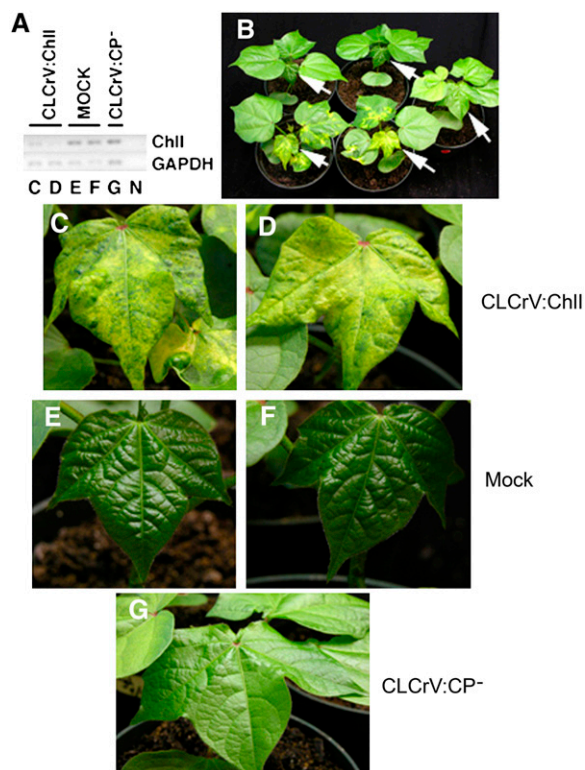 A
CLCrV:ChlI
MOCK
CLCrV:CP-
ChlI
GAPDH
C D E F G N
B
C
D
CLCrV:ChlI
E
F
Mock
G
CLCrV:CP-